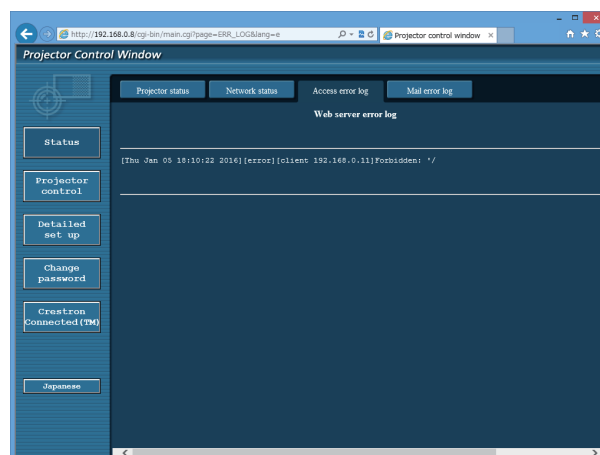 http://192.168.0.8/cgi-bin/main.cgi?page=ERR_LOG&lang=e
Projector control window
Projector Control Window
Projector status
Network status
Access error log
Mail error log
Web server error log
Status
[Thu Jan 05 18:10:22 2016][error][client 192.168.0.11]Forbidden: '/
Projector
control
Detailed
set up
Change
password
Crestron
Connected(TM)
Japanese